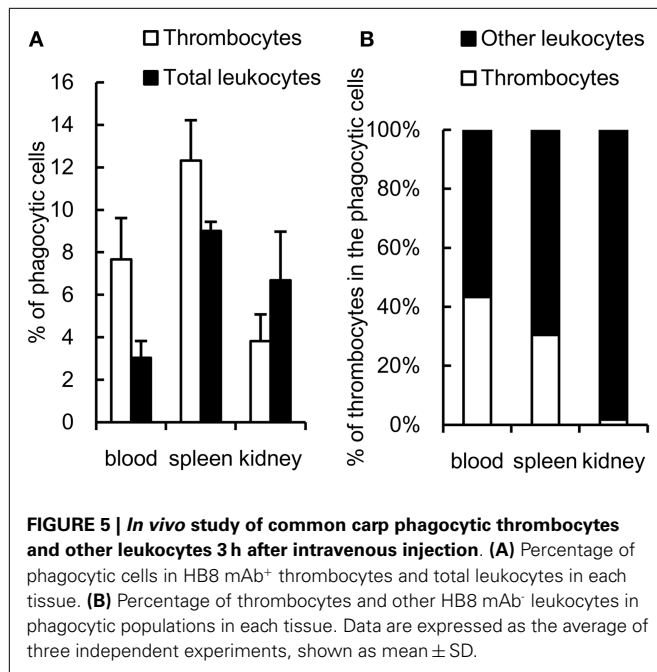 A
Thrombocytes
Total leukocytes
% of phagocytic cells
16
14
12
10
8
6
4
2
0
blood spleen kidney
B
Other leukocytes
Thrombocytes
% of thrombocytes in the phagocytic cells
100%
80%
60%
40%
20%
0%
blood spleen kidney
FIGURE 5 | In vivo study of common carp phagocytic thrombocytes
and other leukocytes 3 h after intravenous injection. (A) Percentage of
phagocytic cells in HB8 mAb⁺ thrombocytes and total leukocytes in each
tissue. (B) Percentage of thrombocytes and other HB8 mAb⁻ leukocytes in
phagocytic populations in each tissue. Data are expressed as the average of
three independent experiments, shown as mean ± SD.